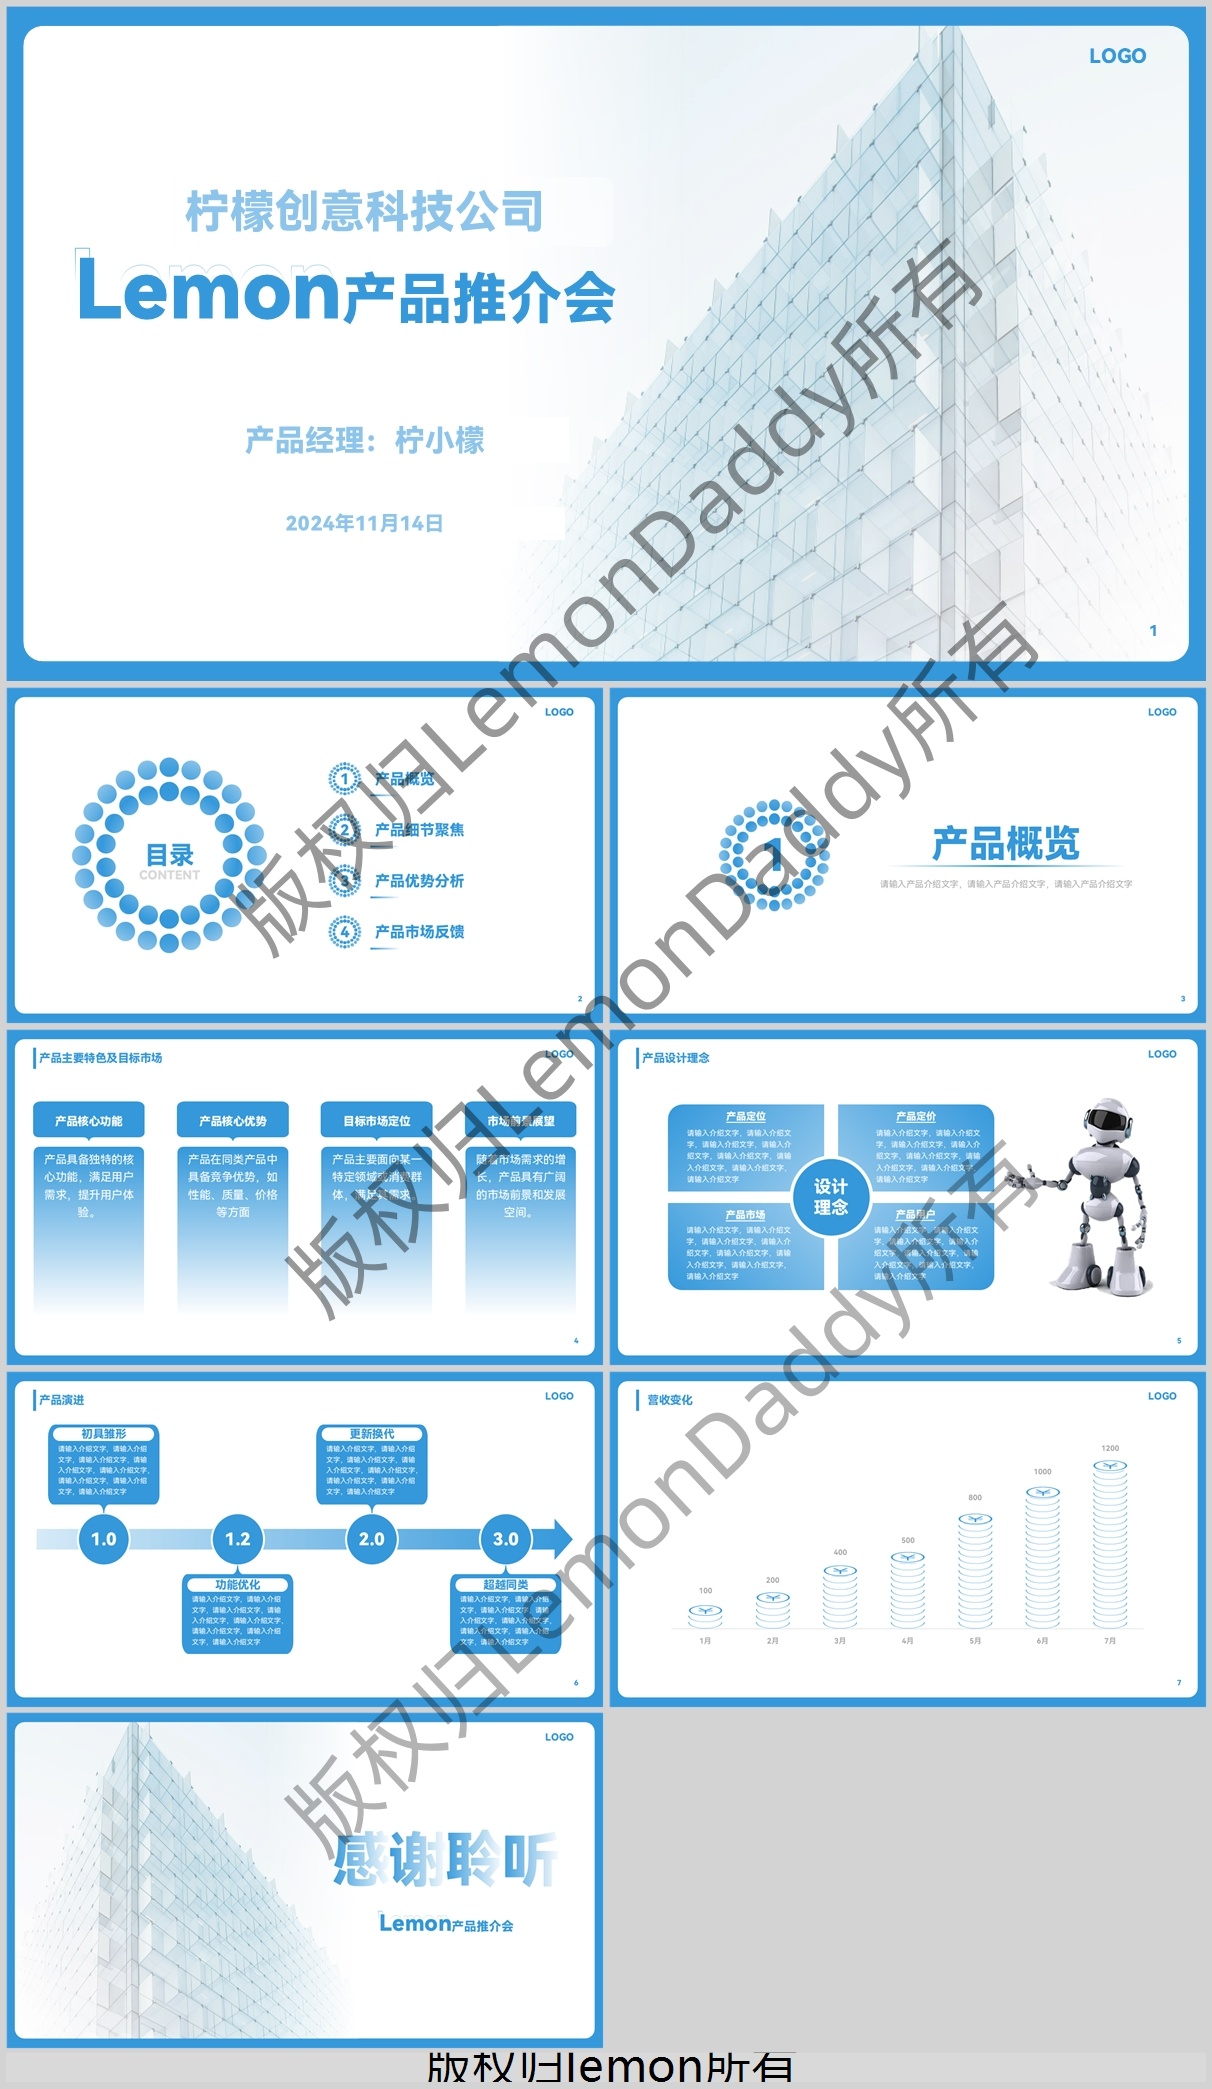 LOGO
柠檬创意科技公司
Lemon产品推介会
产品经理：柠小檬
2024年11月14日
1
LOGO
目录
CONTENT
1 产品概览
2 产品细节聚焦
3 产品优势分析
4 产品市场反馈
2
LOGO
1
产品概览
请输入产品介绍文字，请输入产品介绍文字，请输入产品介绍文字
3
产品主要特色及目标市场
LOGO
产品核心功能
产品具备独特的核
心功能，满足用户
需求，提升用户体
验。
产品核心优势
产品在同类产品中
具备竞争优势，如
性能、质量、价格
等方面
目标市场定位
产品主要面向某一
特定领域或消费群
体，满足其需求。
市场前景展望
随着市场需求的增
长，产品具有广阔
的市场前景和发展
空间。
4
产品设计理念
LOGO
产品定位
请输入介绍文字，请输入介绍文
字，请输入介绍文字，请输入介
绍文字，请输入介绍文字，请输
入介绍文字，请输入介绍文字，
请输入介绍文字
产品定价
请输入介绍文字，请输入介绍文
字，请输入介绍文字，请输入介
绍文字，请输入介绍文字，请输
入介绍文字，请输入介绍文字，
请输入介绍文字
设计
理念
产品市场
请输入介绍文字，请输入介绍文
字，请输入介绍文字，请输入介
绍文字，请输入介绍文字，请输
入介绍文字，请输入介绍文字，
请输入介绍文字
产品用户
请输入介绍文字，请输入介绍文
字，请输入介绍文字，请输入介
绍文字，请输入介绍文字，请输
入介绍文字，请输入介绍文字，
请输入介绍文字
5
产品演进
LOGO
初具雏形
请输入介绍文字，请输入介绍
文字，请输入介绍文字，请输
入介绍文字，请输入介绍文字，
请输入介绍文字，请输入介绍
文字，请输入介绍文字
更新换代
请输入介绍文字，请输入介绍
文字，请输入介绍文字，请输
入介绍文字，请输入介绍文字，
请输入介绍文字，请输入介绍
文字，请输入介绍文字
1.0
1.2
2.0
3.0
功能优化
请输入介绍文字，请输入介绍
文字，请输入介绍文字，请输
入介绍文字，请输入介绍文字，
请输入介绍文字，请输入介绍
文字，请输入介绍文字
超越同类
请输入介绍文字，请输入介绍
文字，请输入介绍文字，请输
入介绍文字，请输入介绍文字，
请输入介绍文字，请输入介绍
文字，请输入介绍文字
6
营收变化
LOGO
100
200
400
500
800
1000
1200
1月
2月
3月
4月
5月
6月
7月
7
LOGO
感谢聆听
Lemon产品推介会
版权归LemonDaddy所有
版权归LemonDaddy所有
版权归LemonDaddy所有
版权归lemon所有